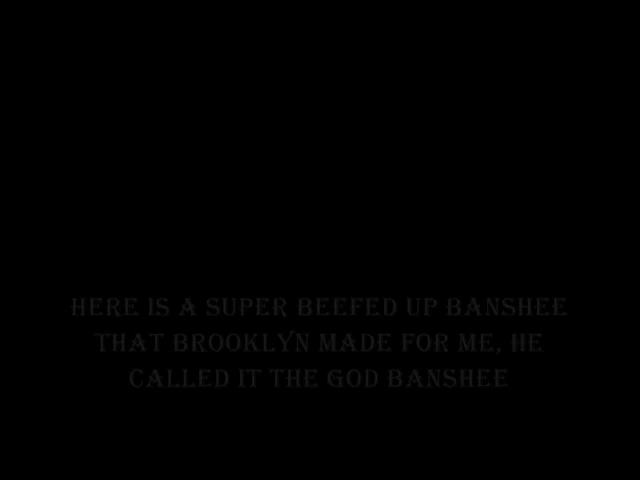 HERE IS A SUPER BEEFED UP BANSHEE
THAT BROOKLYN MADE FOR ME, HE
CALLED IT THE GOD BANSHEE